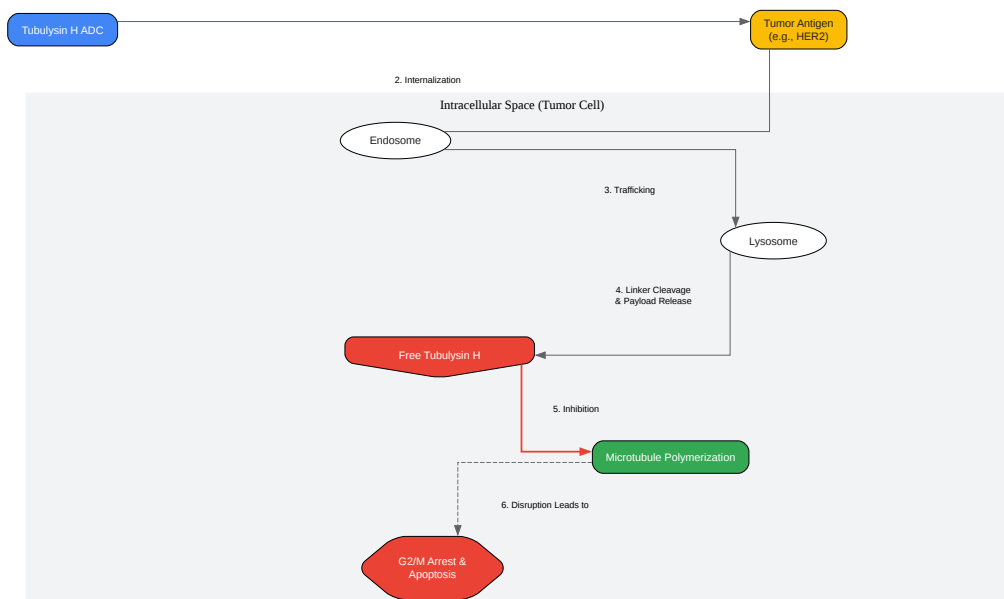 Tubulysin H ADC
Tumor Antigen
(e.g., HER2)
2. Internalization
Intracellular Space (Tumor Cell)
Endosome
3. Trafficking
Lysosome
4. Linker Cleavage
& Payload Release
Free Tubulysin H
5. Inhibition
Microtubule Polymerization
6. Disruption Leads to
G2/M Arrest &
Apoptosis